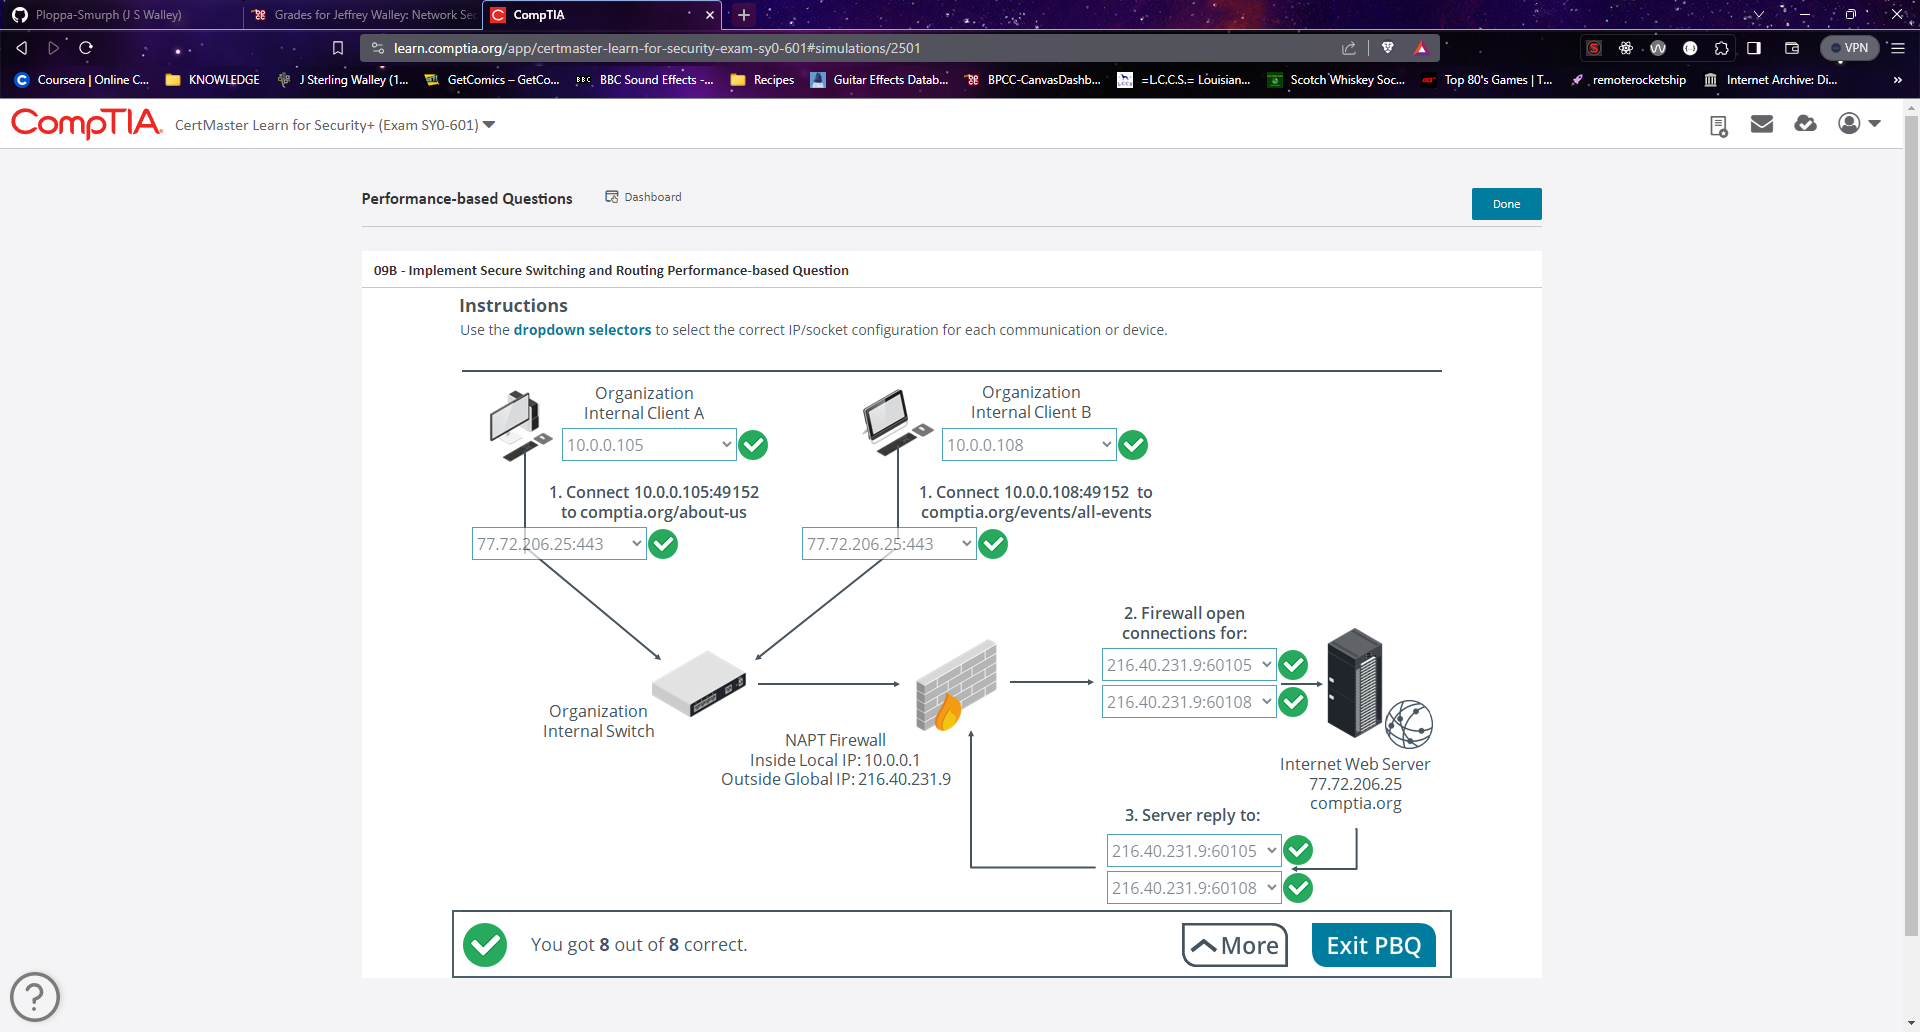 Ploppa-Smurph (J S Walley)
Grades for Jeffrey Walley: Network Sec
CompTIA
learn.comptia.org/app/certmaster-learn-for-security-exam-sy0-601#simulations/2501
VPN
Coursera | Online C...
KNOWLEDGE
J Sterling Walley (1...
GetComics – GetCo...
BBC Sound Effects -...
Recipes
Guitar Effects Datab...
BPCC-CanvasDashb...
=L.C,C.S.= Louisian...
Scotch Whiskey Soc...
Top 80's Games | T...
remoterocketship
Internet Archive: Di...
CompTIA.
CertMaster Learn for Security+ (Exam SY0-601)
Performance-based Questions
Dashboard
Done
09B - Implement Secure Switching and Routing Performance-based Question
Instructions
Use the dropdown selectors to select the correct IP/socket configuration for each communication or device.
Organization
Internal Client A
10.0.0.105
Organization
Internal Client B
10.0.0.108
1. Connect 10.0.0.105:49152
to comptia.org/about-us
77.72.206.25:443
1. Connect 10.0.0.108:49152 to
comptia.org/events/all-events
77.72.206.25:443
2. Firewall open
connections for:
216.40.231.9:60105
216.40.231.9:60108
Organization
Internal Switch
NAPT Firewall
Inside Local IP: 10.0.0.1
Outside Global IP: 216.40.231.9
Internet Web Server
77.72.206.25
comptia.org
3. Server reply to:
216.40.231.9:60105
216.40.231.9:60108
You got 8 out of 8 correct.
More
Exit PBQ
?